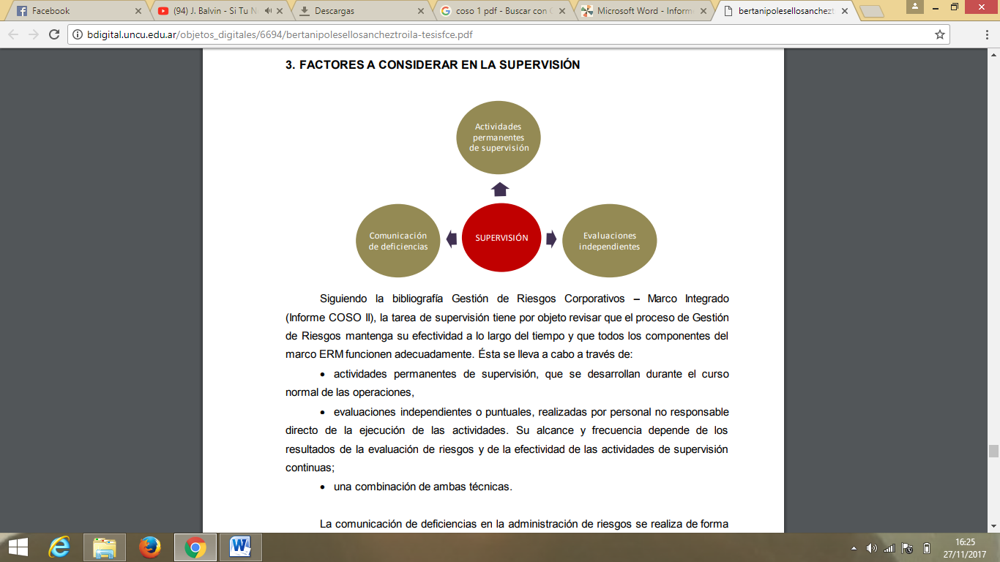 Facebook
(94) J. Balvin - Si Tu N
Descargas
coso 1 pdf - Buscar con G
Microsoft Word - Inform
bertanipolesellosanchezt
bdigital.uncu.edu.ar/objetos_digitales/6694/bertanipolesellosancheztroila-tesisfce.pdf
3. FACTORES A CONSIDERAR EN LA SUPERVISIÓN
Actividades
permanentes
de supervisión
Comunicación
de deficiencias
SUPERVISIÓN
Evaluaciones
independientes
Siguiendo la bibliografía Gestión de Riesgos Corporativos – Marco Integrado
(Informe COSO II), la tarea de supervisión tiene por objeto revisar que el proceso de Gestión
de Riesgos mantenga su efectividad a lo largo del tiempo y que todos los componentes del
marco ERM funcionen adecuadamente. Ésta se lleva a cabo a través de:
• actividades permanentes de supervisión, que se desarrollan durante el curso
normal de las operaciones,
• evaluaciones independientes o puntuales, realizadas por personal no responsable
directo de la ejecución de las actividades. Su alcance y frecuencia depende de los
resultados de la evaluación de riesgos y de la efectividad de las actividades de supervisión
continuas;
• una combinación de ambas técnicas.
La comunicación de deficiencias en la administración de riesgos se realiza de forma
16:25
27/11/2017